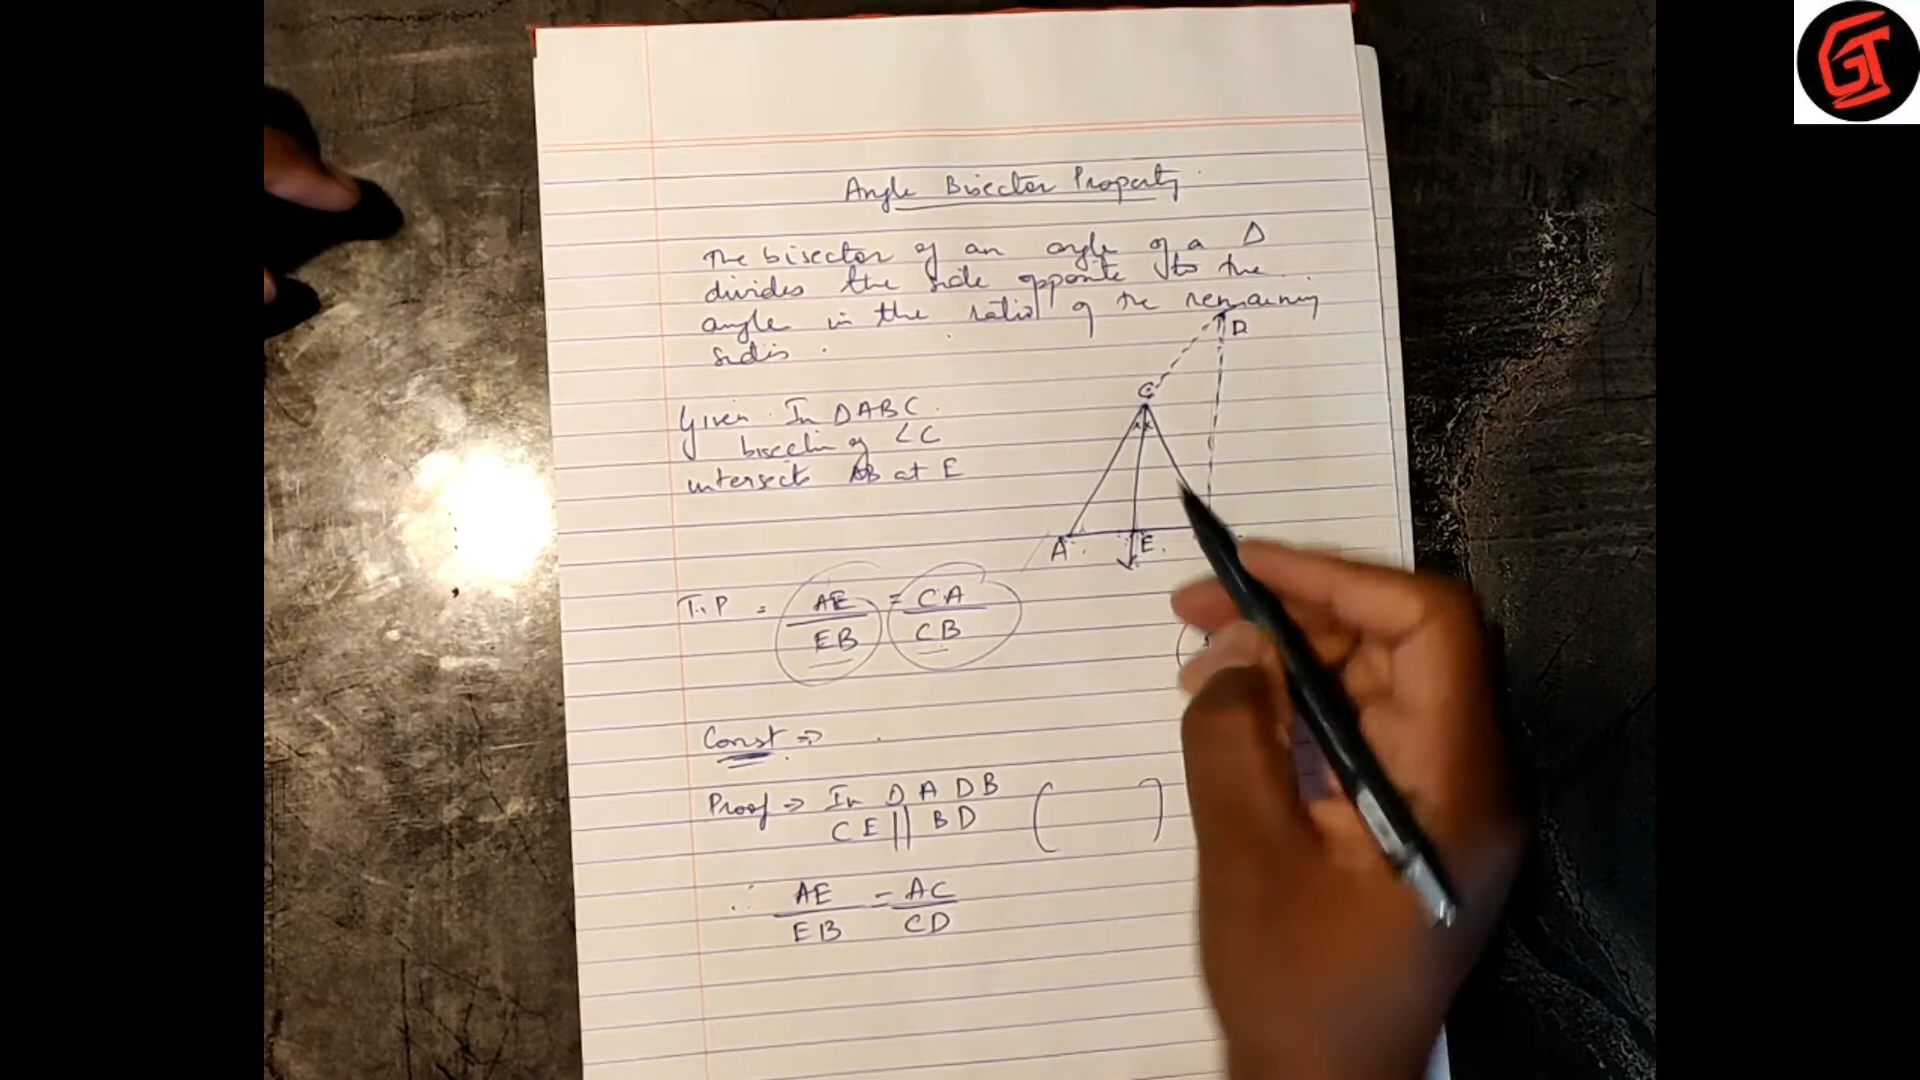 Angle Bisector Property
The bisector of an angle of a Δ
divides the side opposite to the
angle in the ratio of the remaining
sides.
D
C
Given. In ΔABC.
bisector of ∠C
intersects AB at E
A E.
T.P = AE/EB = CA/CB
Const ⇒
Proof ⇒ In Δ ADB
CE || BD ( )
∴ AE/EB = AC/CD
GT